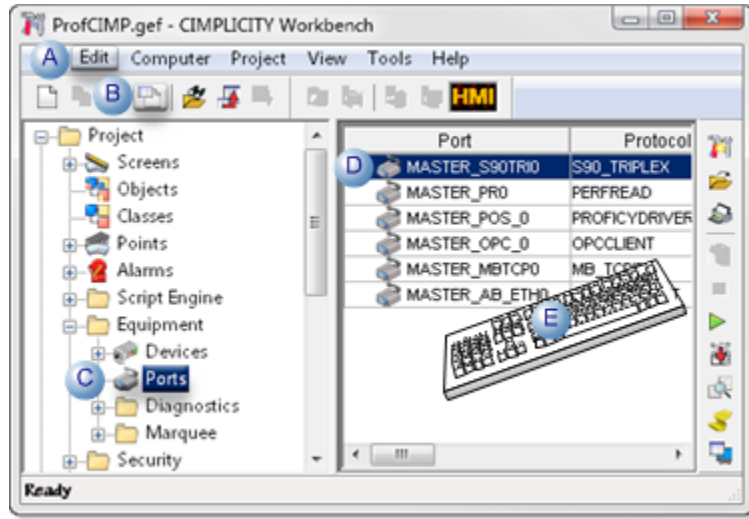 ProfCIMP.gef - CIMPLICITY Workbench
A Edit Computer Project View Tools Help
B HMI
Project
Screens
Objects
Classes
Points
Alarms
Script Engine
Equipment
Devices
C Ports
Diagnostics
Marquee
Security
Port Protocol
D MASTER_S90TRI0 S90_TRIPLEX
MASTER_PR0 PERFREAD
MASTER_POS_0 PROFICYDRIVER
MASTER_OPC_0 OPCCLIENT
MASTER_MBTCP0
MASTER_AB_ETH0
E
Ready